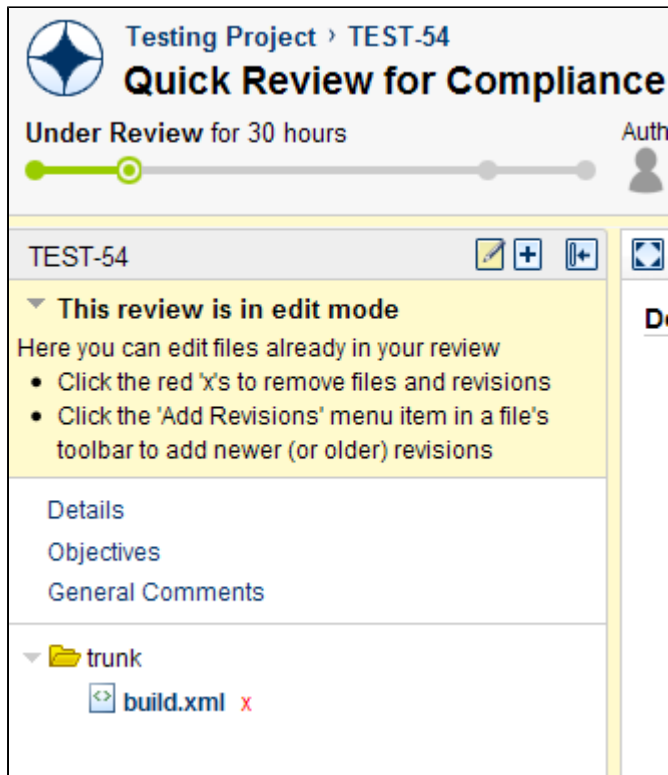 Testing Project › TEST-54
Quick Review for Compliance
Under Review for 30 hours
Auth
TEST-54
This review is in edit mode
Here you can edit files already in your review
• Click the red 'x's to remove files and revisions
• Click the 'Add Revisions' menu item in a file's
toolbar to add newer (or older) revisions
De
Details
Objectives
General Comments
trunk
build.xml x